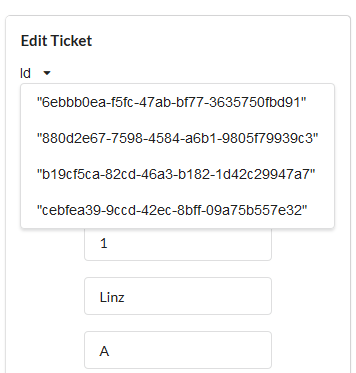 Edit Ticket
Id
"6ebbb0ea-f5fc-47ab-bf77-3635750fbd91"
"880d2e67-7598-4584-a6b1-9805f79939c3"
"b19cf5ca-82cd-46a3-b182-1d42c29947a7"
"cebfea39-9ccd-42ec-8bff-09a75b557e32"
1
Linz
A